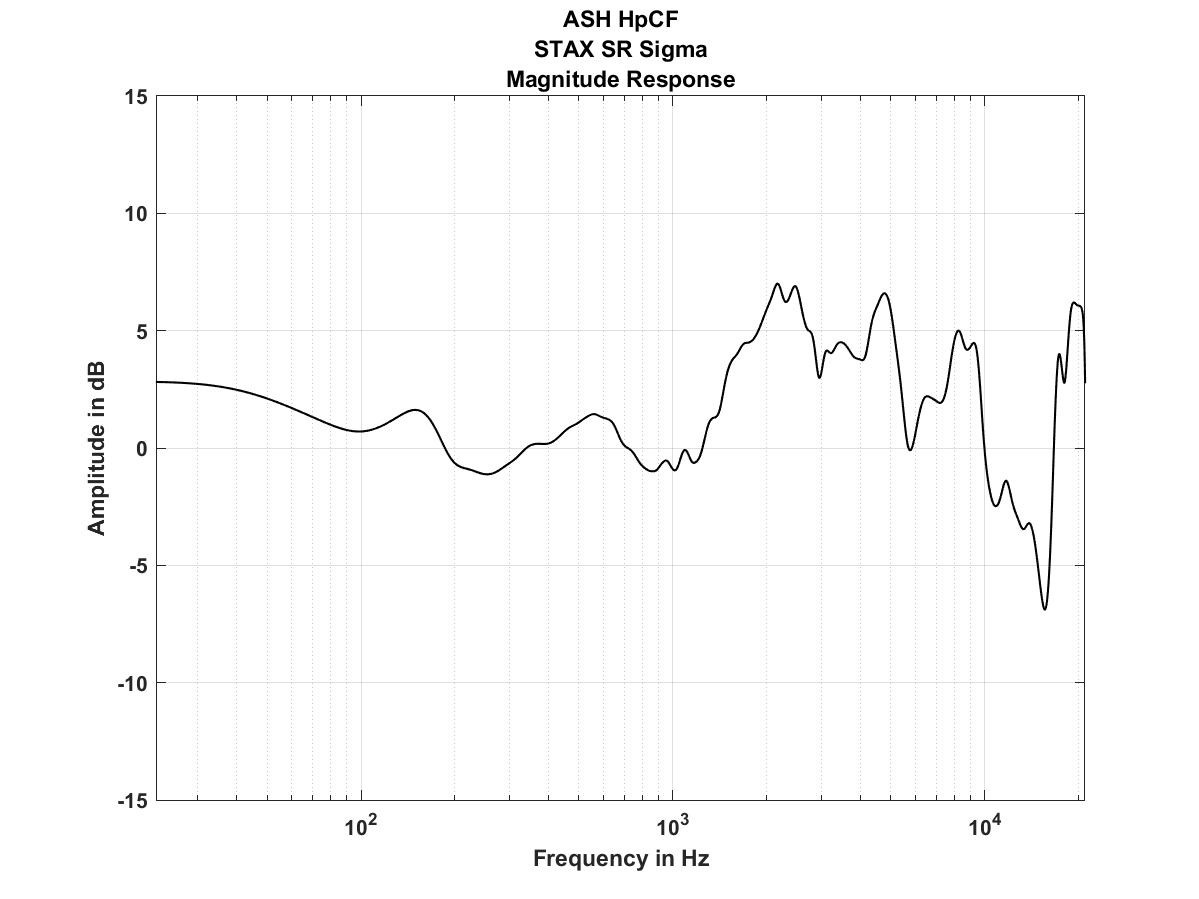 ASH HpCF
STAX SR Sigma
Magnitude Response
15
10
5
0
-5
-10
-15
Amplitude in dB
10²
10³
10⁴
Frequency in Hz